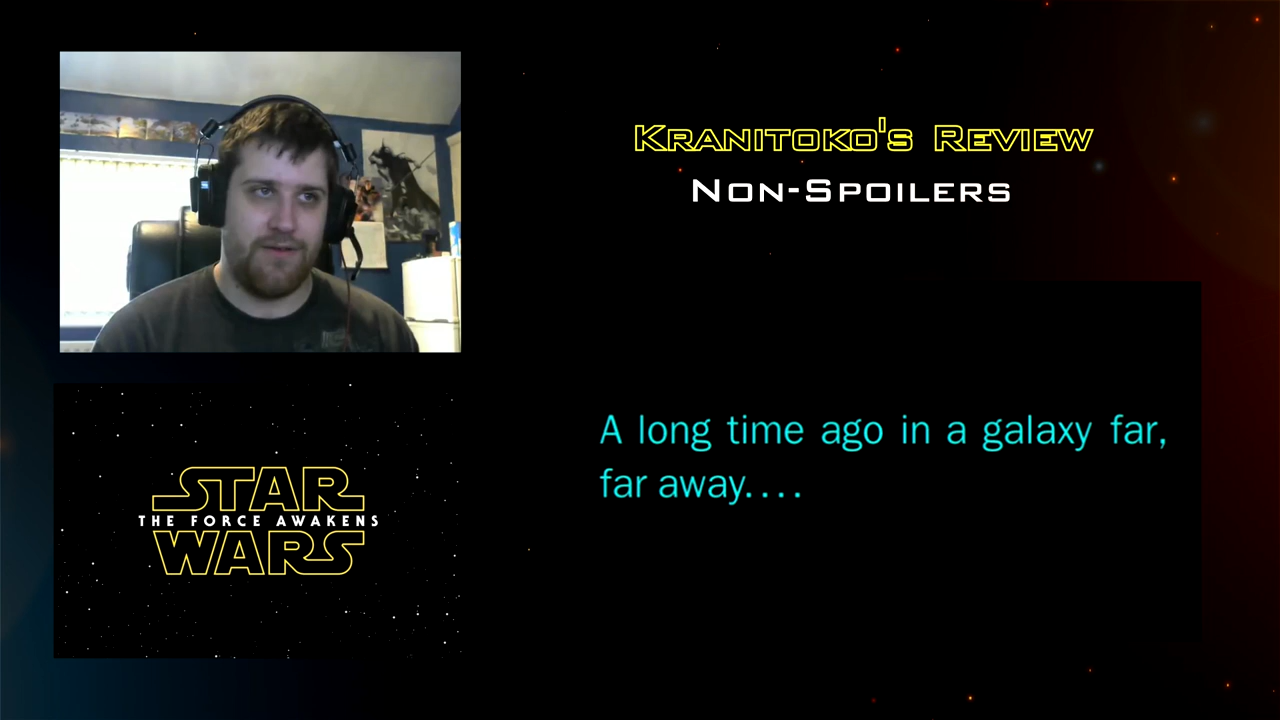 Kranitoko's Review
Non-Spoilers
A long time ago in a galaxy far,
far away....
STAR
THE FORCE AWAKENS
WARS